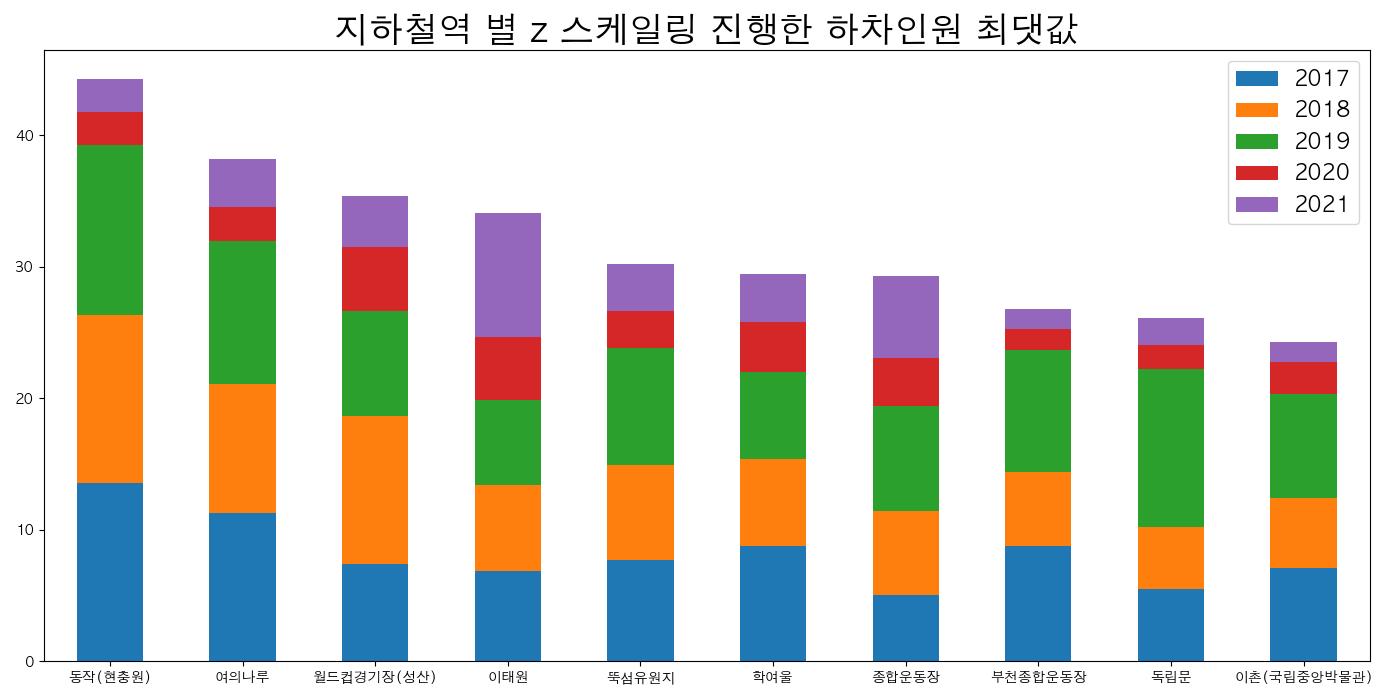 지하철역 별 z 스케일링 진행한 하차인원 최댓값
2017
2018
2019
2020
2021
40
30
20
10
0
동작(현충원)
여의나루
월드컵경기장(성산)
이태원
뚝섬유원지
학여울
종합운동장
부천종합운동장
독립문
이촌(국립중앙박물관)